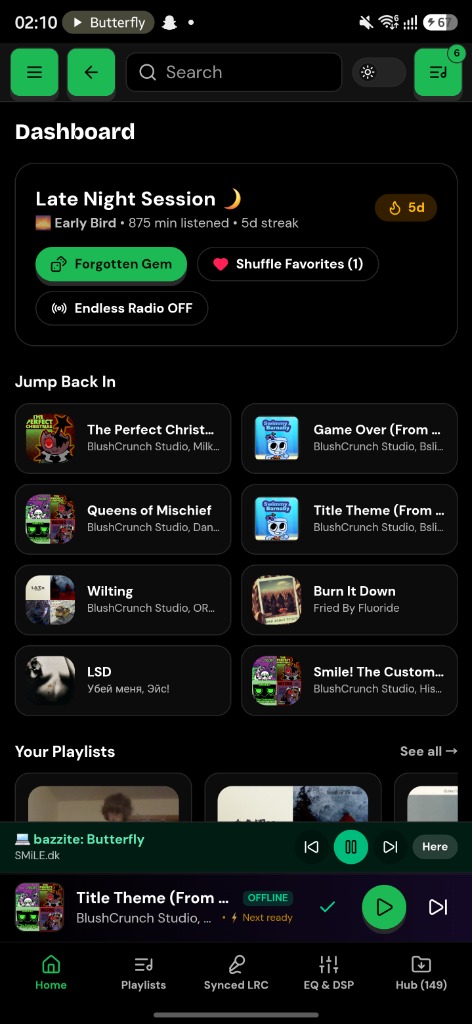 02:10
Butterfly
67
Search
6
Dashboard
Late Night Session 🌙
Early Bird • 875 min listened • 5d streak
5d
Forgotten Gem
Shuffle Favorites (1)
Endless Radio OFF
Jump Back In
The Perfect Christ...
BlushCrunch Studio, Milk...
Game Over (From ...
BlushCrunch Studio, Bsli...
Queens of Mischief
BlushCrunch Studio, Dan...
Title Theme (From ...
BlushCrunch Studio, Bsli...
Wilting
BlushCrunch Studio, OR...
Burn It Down
Fried By Fluoride
LSD
Убей меня, Эйс!
Smile! The Custom...
BlushCrunch Studio, His...
Your Playlists
See all →
💻 bazzite: Butterfly
SMiLE.dk
Here
Title Theme (From ...
OFFLINE
BlushCrunch Studio, ...
• ⚡ Next ready
Home
Playlists
Synced LRC
EQ & DSP
Hub (149)